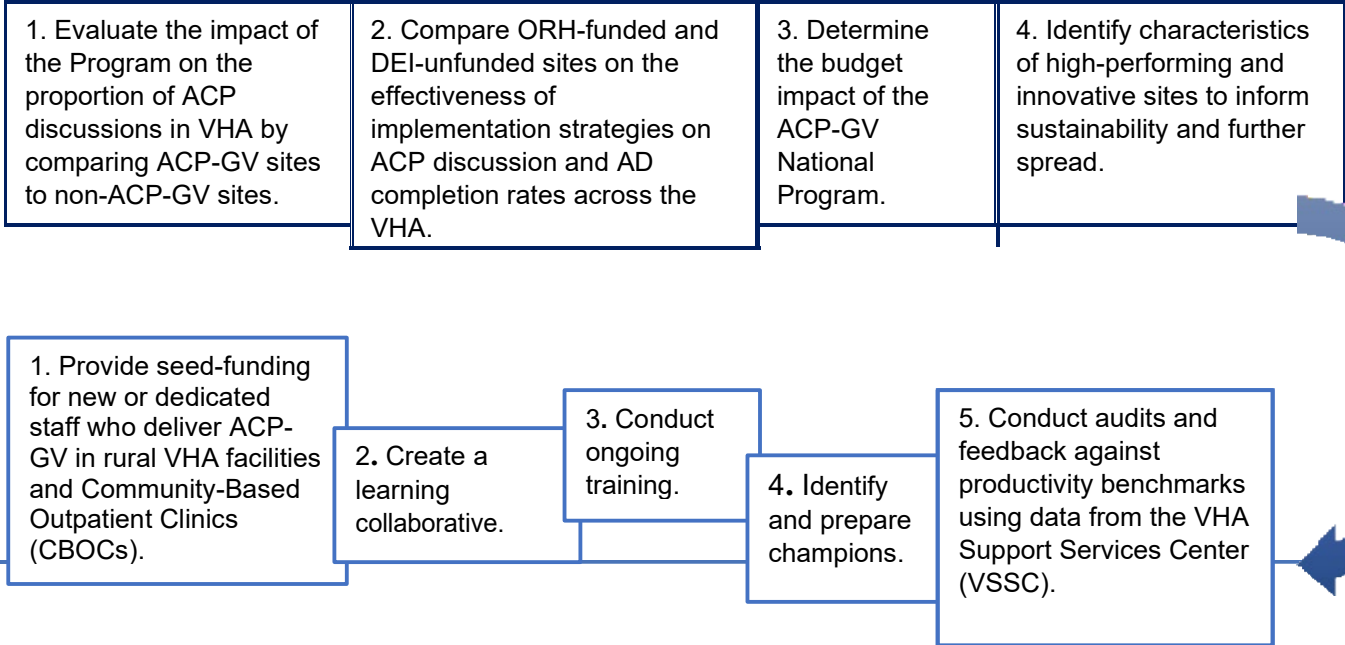 1. Evaluate the impact of
the Program on the
proportion of ACP
discussions in VHA by
comparing ACP-GV sites
to non-ACP-GV sites.
2. Compare ORH-funded and
DEI-unfunded sites on the
effectiveness of
implementation strategies on
ACP discussion and AD
completion rates across the
VHA.
3. Determine
the budget
impact of the
ACP-GV
National
Program.
4. Identify characteristics
of high-performing and
innovative sites to inform
sustainability and further
spread.
1. Provide seed-funding
for new or dedicated
staff who deliver ACP-
GV in rural VHA facilities
and Community-Based
Outpatient Clinics
(CBOCs).
2. Create a
learning
collaborative.
3. Conduct
ongoing
training.
4. Identify
and prepare
champions.
5. Conduct audits and
feedback against
productivity benchmarks
using data from the VHA
Support Services Center
(VSSC).